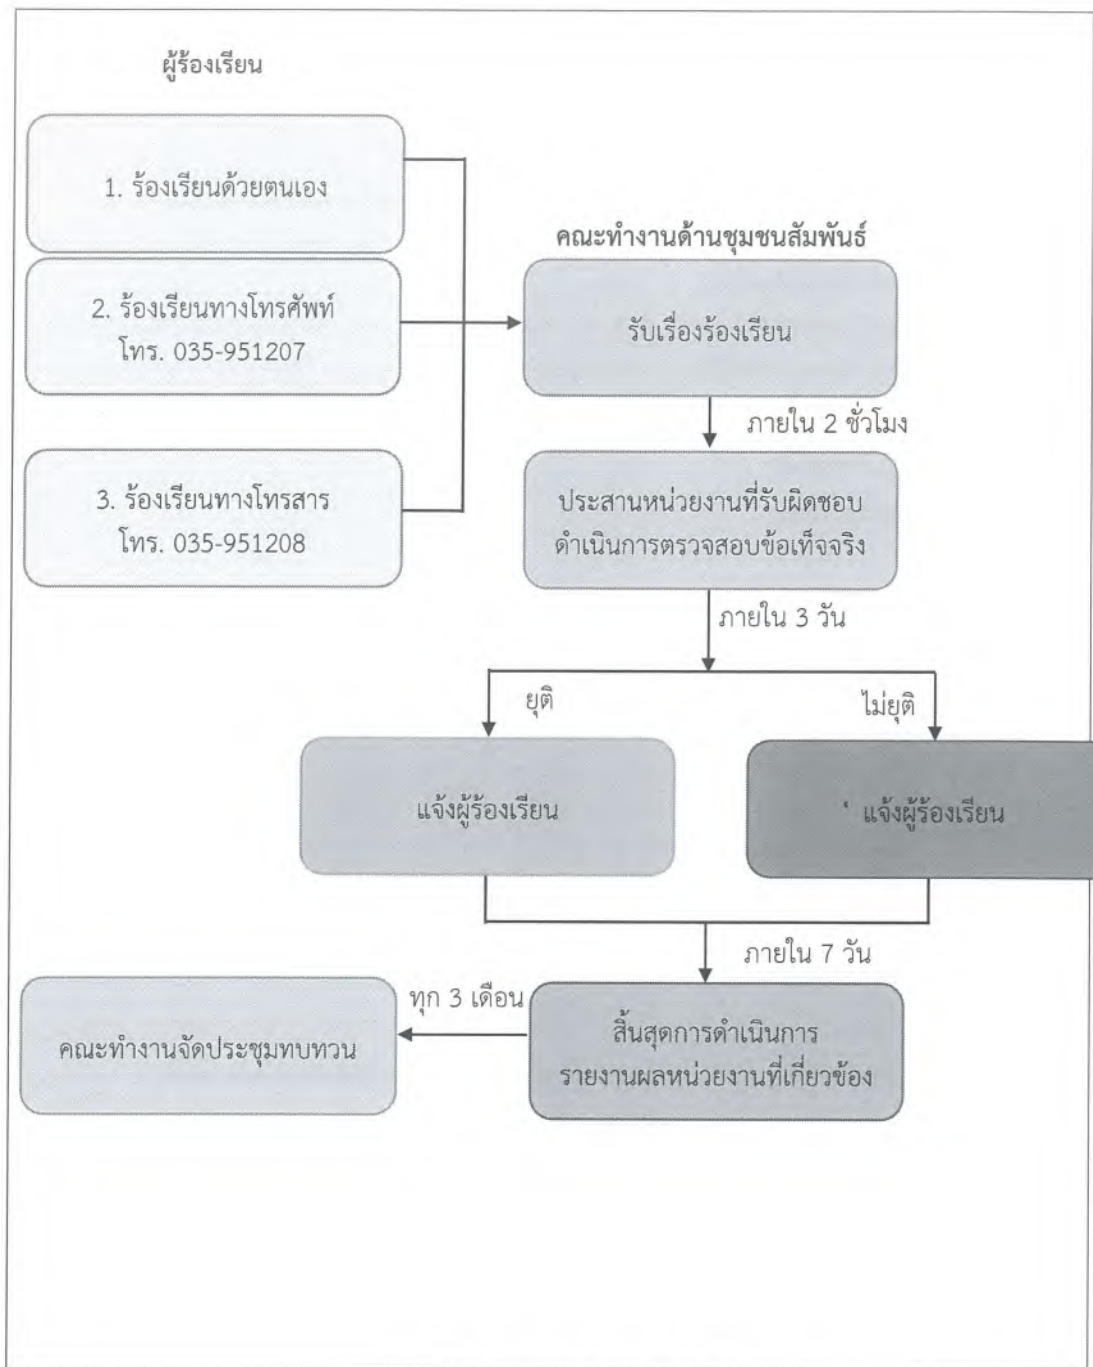 ผู้ร้องเรียน
1. ร้องเรียนด้วยตนเอง
2. ร้องเรียนทางโทรศัพท์
โทร. 035-951207
3. ร้องเรียนทางโทรสาร
โทร. 035-951208
คณะทำงานด้านชุมชนสัมพันธ์
รับเรื่องร้องเรียน
ภายใน 2 ชั่วโมง
ประสานหน่วยงานที่รับผิดชอบ
ดำเนินการตรวจสอบข้อเท็จจริง
ภายใน 3 วัน
ยุติ
ไม่ยุติ
แจ้งผู้ร้องเรียน
แจ้งผู้ร้องเรียน
ภายใน 7 วัน
สิ้นสุดการดำเนินการ
รายงานผลหน่วยงานที่เกี่ยวข้อง
ทุก 3 เดือน
คณะทำงานจัดประชุมทบทวน